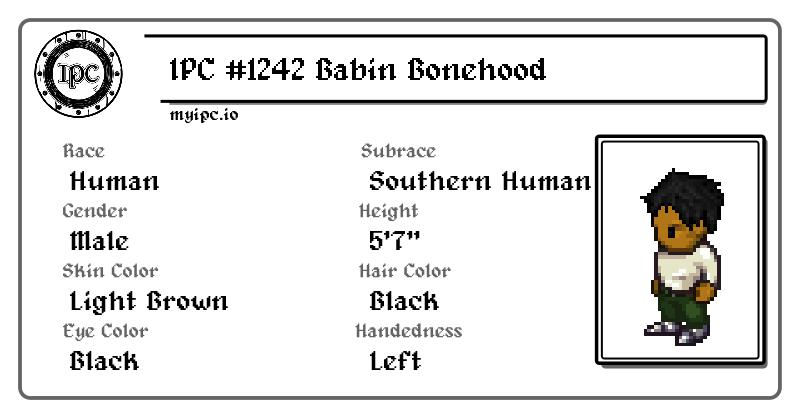 IPC
IPC #1242 Babin Bonehood
myipc.io
Race
Human
Subrace
Southern Human
Gender
Male
Height
5'7"
Skin Color
Light Brown
Hair Color
Black
Eye Color
Black
Handedness
Left